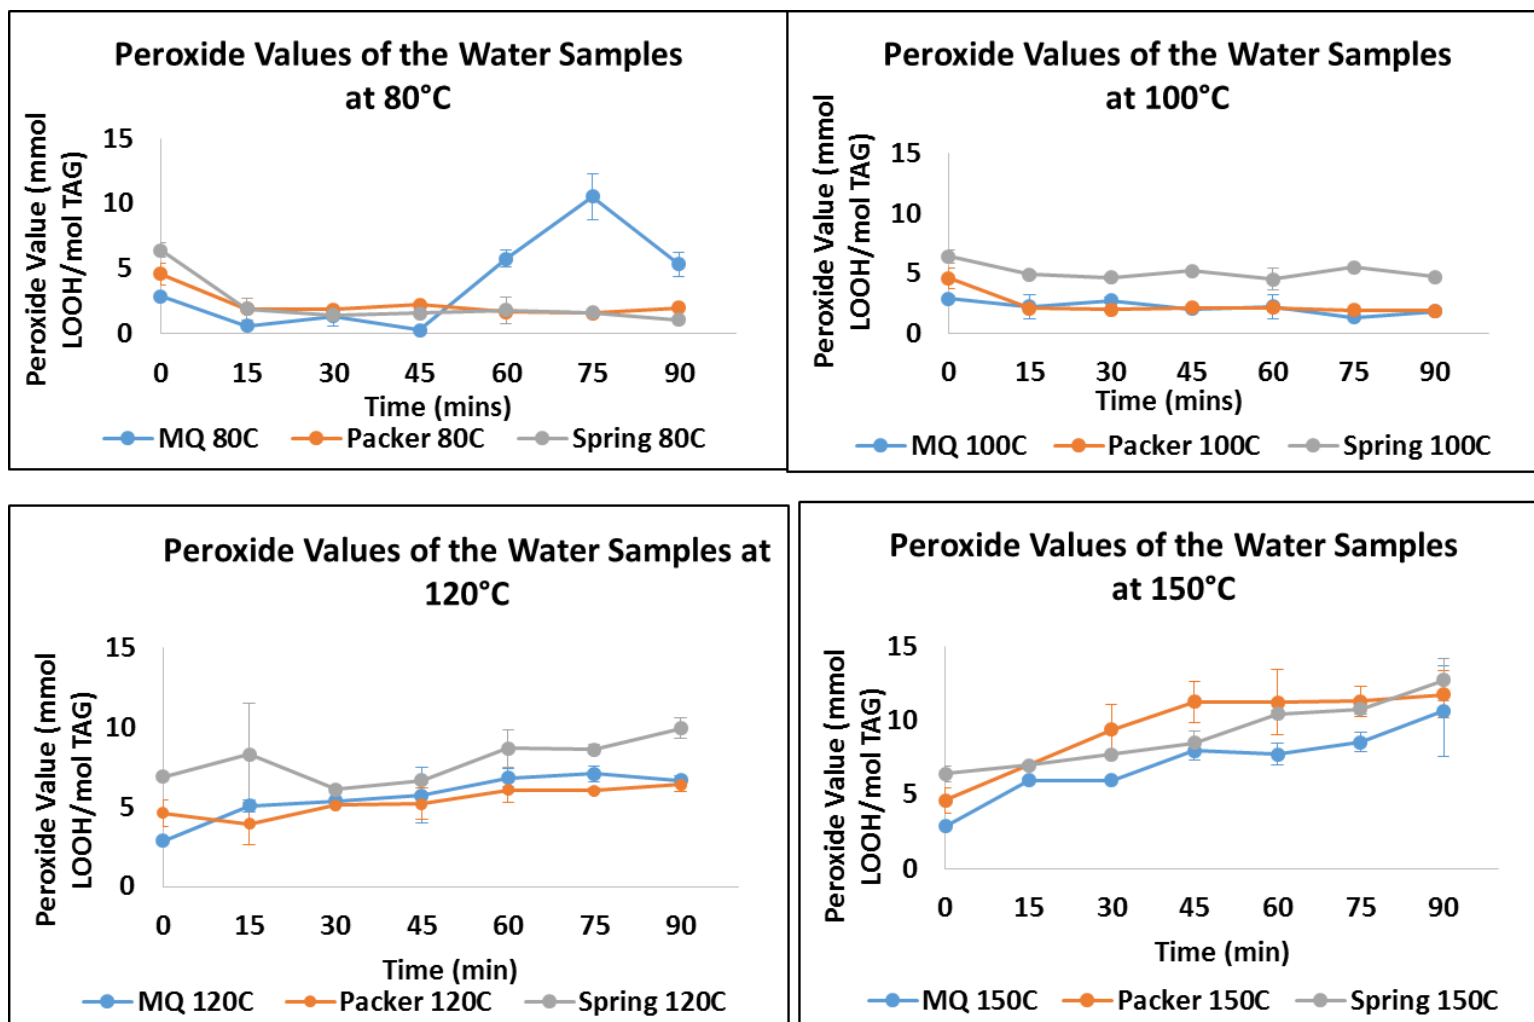 Peroxide Values of the Water Samples
at 80°C
Peroxide Value (mmol
LOOH/mol TAG)
15
10
5
0
0 15 30 45 60 75 90
Time (mins)
MQ 80C Packer 80C Spring 80C
Peroxide Values of the Water Samples
at 100°C
Peroxide Value (mmol
LOOH/mol TAG)
15
10
5
0
0 15 30 45 60 75 90
Time (mins)
MQ 100C Packer 100C Spring 100C
Peroxide Values of the Water Samples at
120°C
Peroxide Value (mmol
LOOH/mol TAG)
15
10
5
0
0 15 30 45 60 75 90
Time (min)
MQ 120C Packer 120C Spring 120C
Peroxide Values of the Water Samples
at 150°C
Peroxide Value (mmol
LOOH/mol TAG)
15
10
5
0
0 15 30 45 60 75 90
Time (min)
MQ 150C Packer 150C Spring 150C